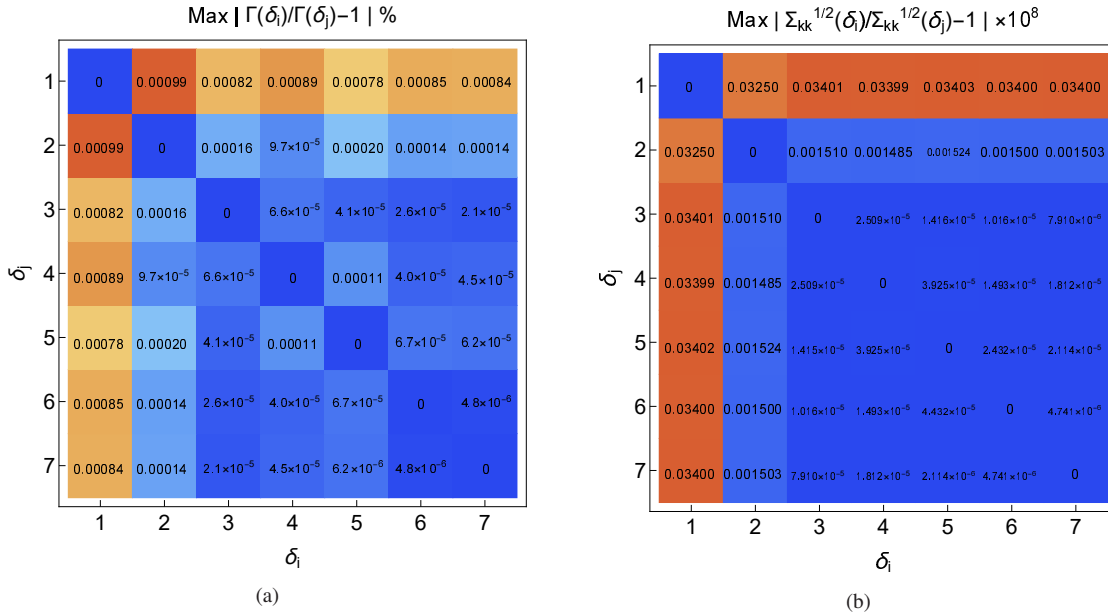 Max | Γ(δi)/Γ(δj)−1 | %
1 0 0.00099 0.00082 0.00089 0.00078 0.00085 0.00084
2 0.00099 0 0.00016 9.7×10⁻⁵ 0.00020 0.00014 0.00014
3 0.00082 0.00016 0 6.6×10⁻⁵ 4.1×10⁻⁵ 2.6×10⁻⁵ 2.1×10⁻⁵
δj 4 0.00089 9.7×10⁻⁵ 6.6×10⁻⁵ 0 0.00011 4.0×10⁻⁵ 4.5×10⁻⁵
5 0.00078 0.00020 4.1×10⁻⁵ 0.00011 0 6.7×10⁻⁵ 6.2×10⁻⁵
6 0.00085 0.00014 2.6×10⁻⁵ 4.0×10⁻⁵ 6.7×10⁻⁵ 0 4.8×10⁻⁶
7 0.00084 0.00014 2.1×10⁻⁵ 4.5×10⁻⁵ 6.2×10⁻⁶ 4.8×10⁻⁶ 0
1 2 3 4 5 6 7
δi
(a)
Max | Σkk^1/2(δi)/Σkk^1/2(δj)−1 | ×10⁸
1 0 0.03250 0.03401 0.03399 0.03403 0.03400 0.03400
2 0.03250 0 0.001510 0.001485 0.001524 0.001500 0.001503
3 0.03401 0.001510 0 2.509×10⁻⁵ 1.416×10⁻⁵ 1.016×10⁻⁵ 7.910×10⁻⁶
δj 4 0.03399 0.001485 2.509×10⁻⁵ 0 3.925×10⁻⁵ 1.493×10⁻⁵ 1.812×10⁻⁵
5 0.03402 0.001524 1.415×10⁻⁵ 3.925×10⁻⁵ 0 2.432×10⁻⁵ 2.114×10⁻⁵
6 0.03400 0.001500 1.016×10⁻⁵ 1.493×10⁻⁵ 4.432×10⁻⁵ 0 4.741×10⁻⁶
7 0.03400 0.001503 7.910×10⁻⁵ 1.812×10⁻⁵ 2.114×10⁻⁶ 4.741×10⁻⁶ 0
1 2 3 4 5 6 7
δi
(b)